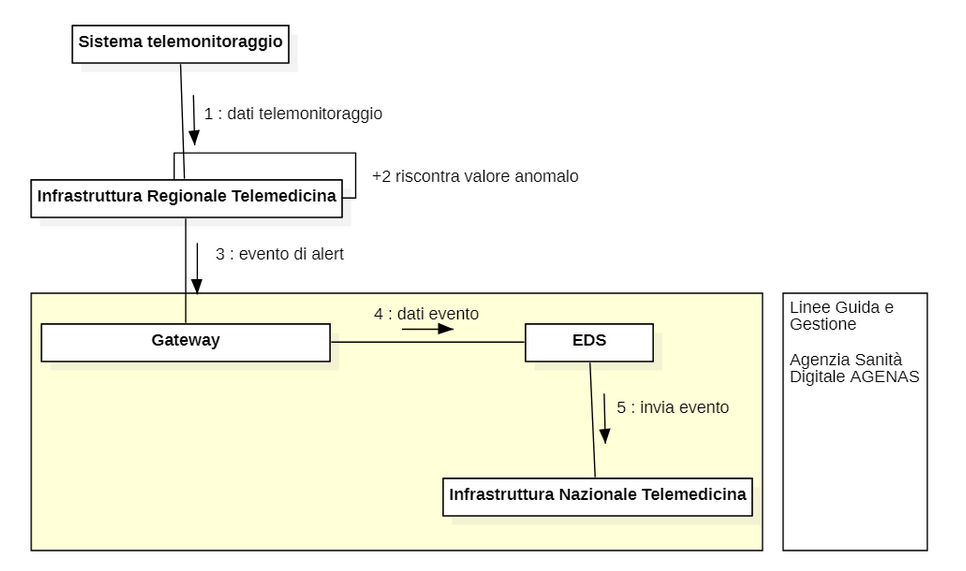 Sistema telemonitoraggio
1 : dati telemonitoraggio
+2 riscontra valore anomalo
Infrastruttura Regionale Telemedicina
3 : evento di alert
4 : dati evento
Gateway
EDS
5 : invia evento
Infrastruttura Nazionale Telemedicina
Linee Guida e
Gestione
Agenzia Sanità
Digitale AGENAS